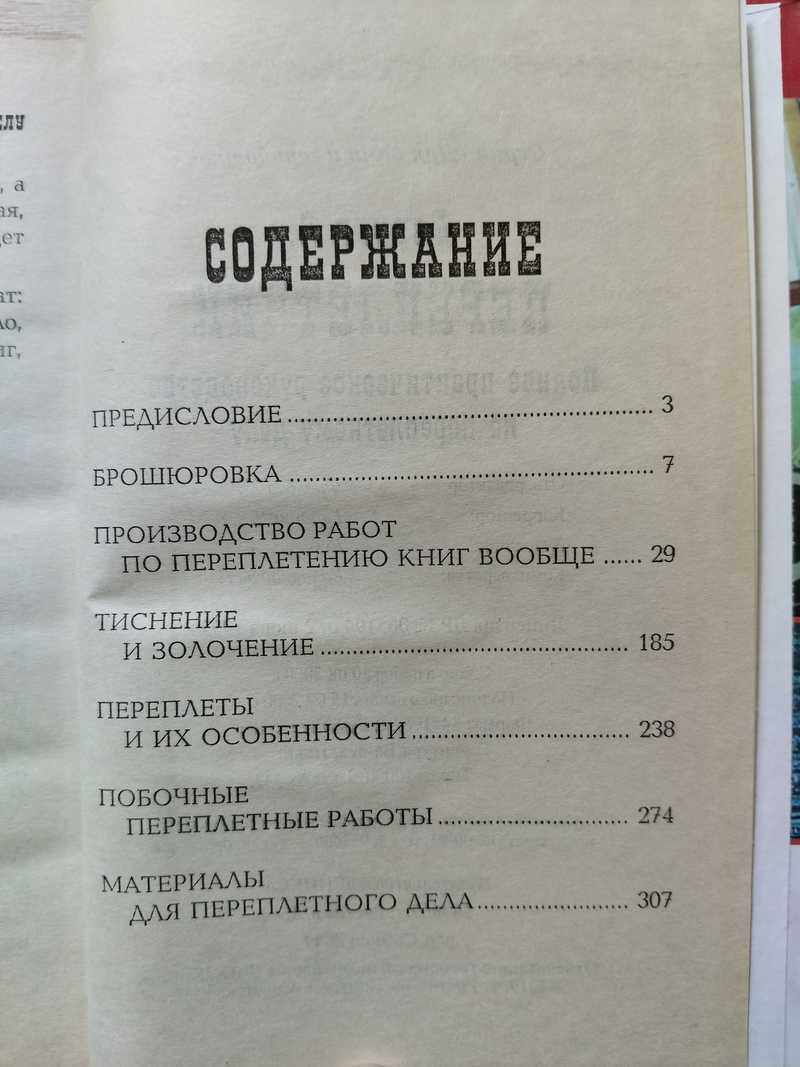 СОДЕРЖАНИЕ
ПРЕДИСЛОВИЕ ........ 3
БРОШЮРОВКА ........ 7
ПРОИЗВОДСТВО РАБОТ
ПО ПЕРЕПЛЕТЕНИЮ КНИГ ВООБЩЕ ...... 29
ТИСНЕНИЕ
И ЗОЛОЧЕНИЕ ........ 185
ПЕРЕПЛЕТЫ
И ИХ ОСОБЕННОСТИ ........ 238
ПОБОЧНЫЕ
ПЕРЕПЛЕТНЫЕ РАБОТЫ ........ 274
МАТЕРИАЛЫ
ДЛЯ ПЕРЕПЛЕТНОГО ДЕЛА ........ 307